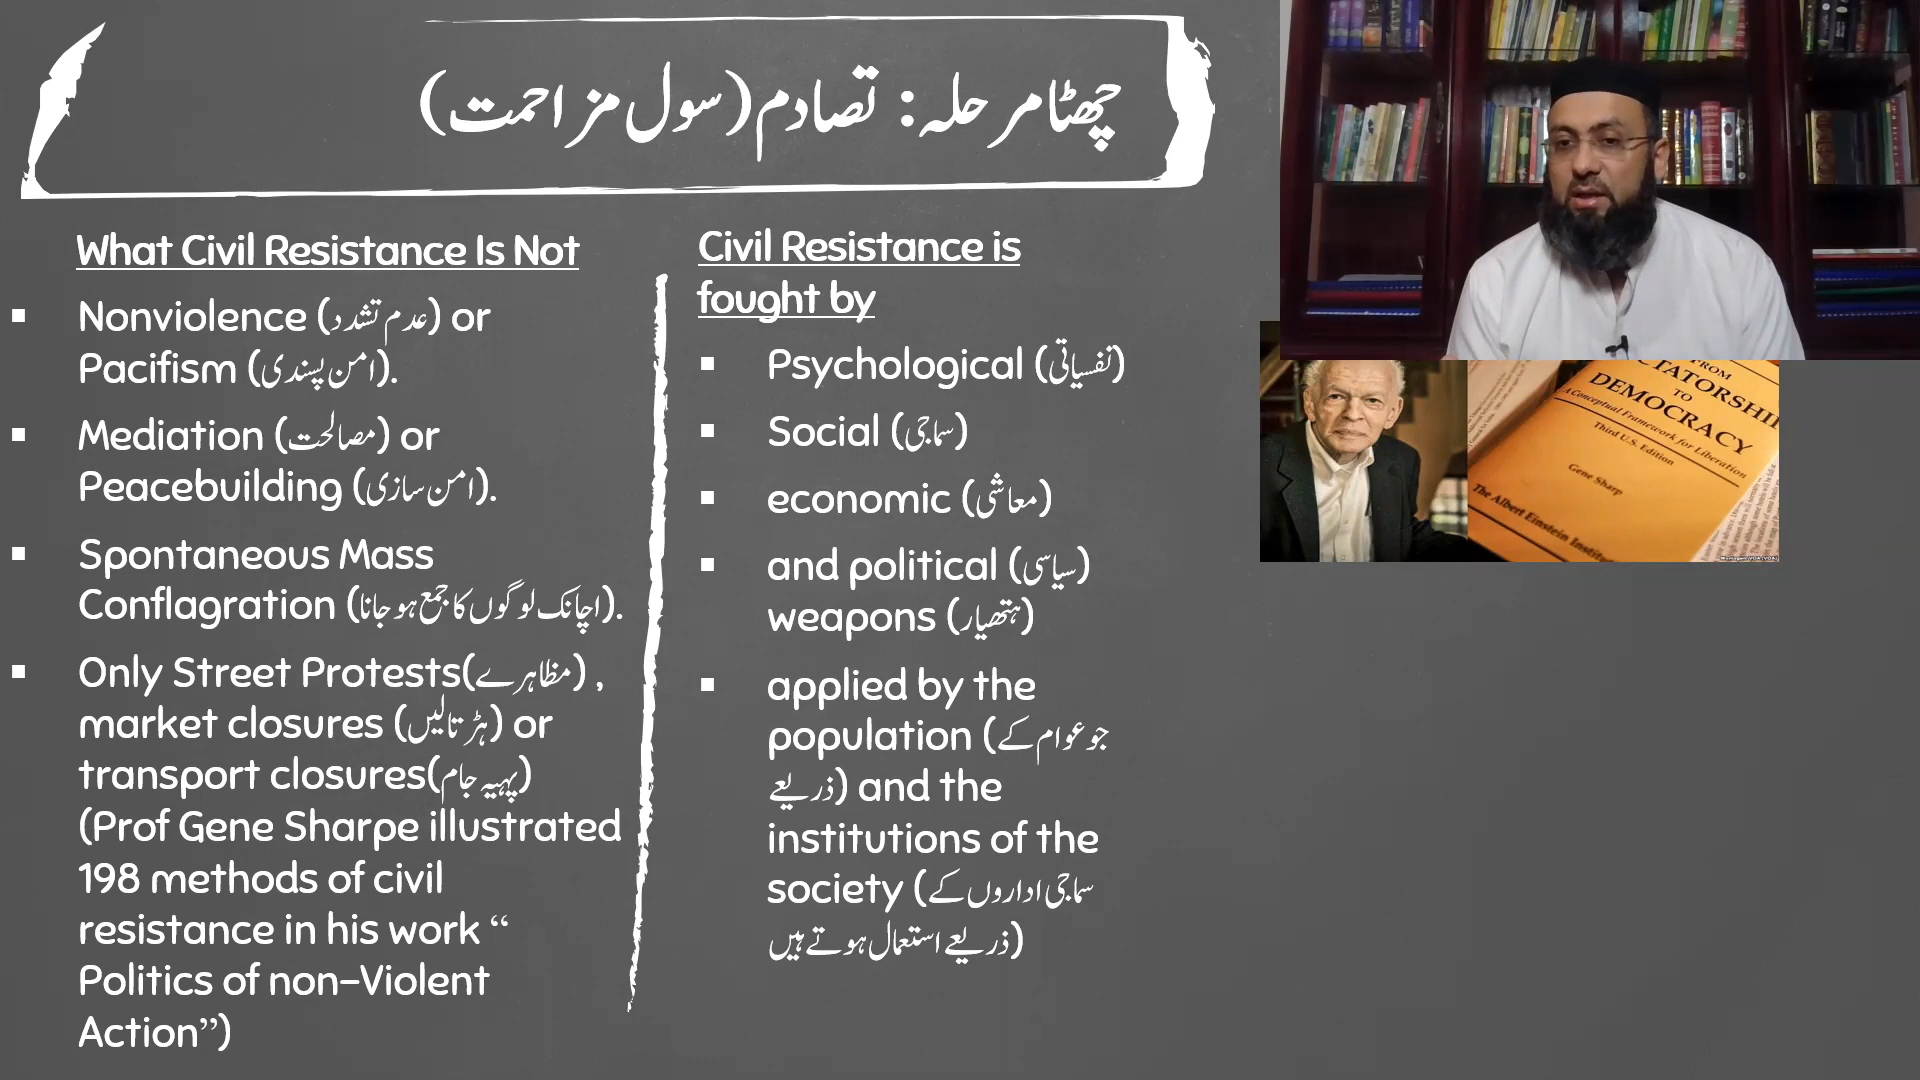 چھٹا مرحلہ: تصادم (سول مزاحمت)
What Civil Resistance Is Not
Nonviolence (عدم تشدد) or
Pacifism (امن پسندی).
Mediation (مصالحت) or
Peacebuilding (امن سازی).
Spontaneous Mass
Conflagration (اچانک لوگوں کا جمع ہو جانا).
Only Street Protests(مظاہرے) ,
market closures (ہڑتالیں) or
transport closures(پہیہ جام)
(Prof Gene Sharpe illustrated
198 methods of civil
resistance in his work “
Politics of non-Violent
Action”)
Civil Resistance is
fought by
Psychological (نفسیاتی)
Social (سماجی)
economic (معاشی)
and political (سیاسی)
weapons (ہتھیار)
applied by the
population (جو عوام کے
ذریعے) and the
institutions of the
society (سماجی اداروں کے
ذریعے استعمال ہوتے ہیں)
FROM
CTATORSHI
TO
DEMOCRACY
A Conceptual Framework for Liberation
Third U.S. Edition
Gene Sharp
The Albert Einstein Institu